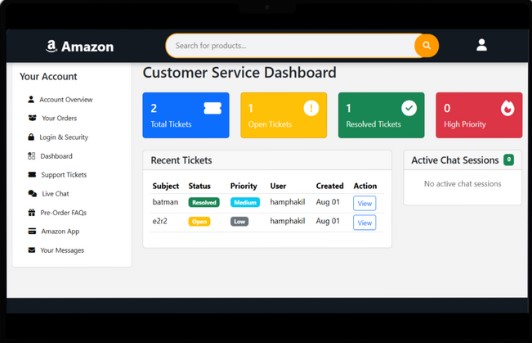 Amazon
Search for products...
Your Account
Account Overview
Your Orders
Login & Security
Dashboard
Support Tickets
Live Chat
Pre-Order FAQs
Amazon App
Your Messages
Customer Service Dashboard
2
Total Tickets
1
Open Tickets
1
Resolved Tickets
0
High Priority
Recent Tickets
Subject Status Priority User Created Action
batman Resolved Medium hamphakil Aug 01 View
e2r2 Open Low hamphakil Aug 01 View
Active Chat Sessions 0
No active chat sessions